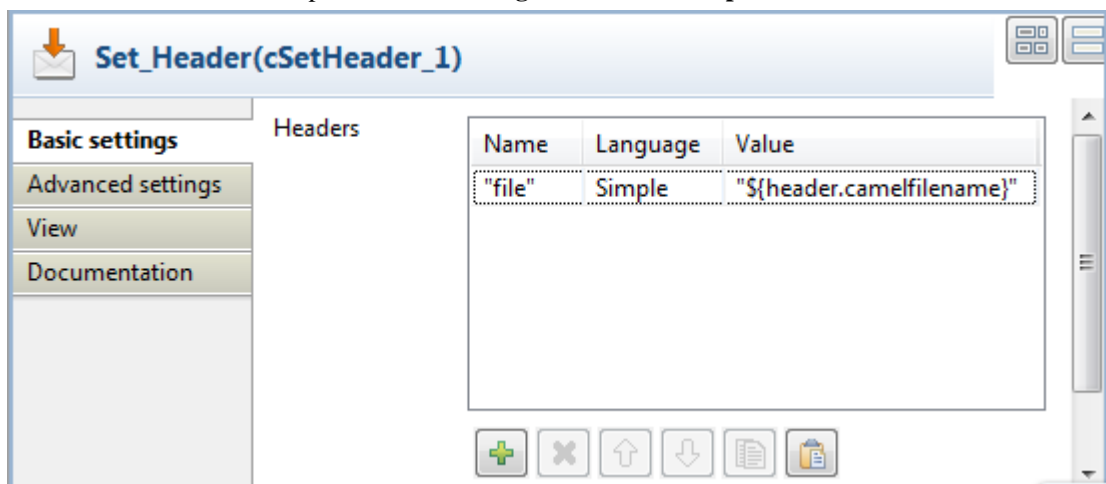 Set_Header(cSetHeader_1)
Basic settings
Advanced settings
View
Documentation
Headers
Name Language Value
"file" Simple "${header.camelfilename}"